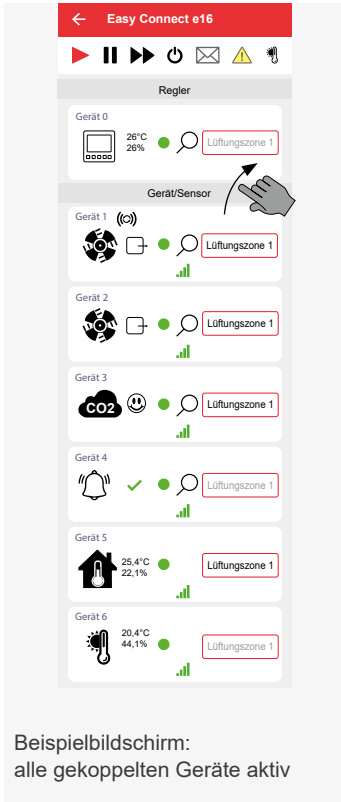 Easy Connect e16
Regler
Gerät 0
26°C
26%
Lüftungszone 1
Gerät/Sensor
Gerät 1
Lüftungszone 1
Gerät 2
Lüftungszone 1
Gerät 3
CO2
Lüftungszone 1
Gerät 4
Lüftungszone 1
Gerät 5
25,4°C
22,1%
Lüftungszone 1
Gerät 6
20,4°C
44,1%
Lüftungszone 1
Beispielbildschirm:
alle gekoppelten Geräte aktiv